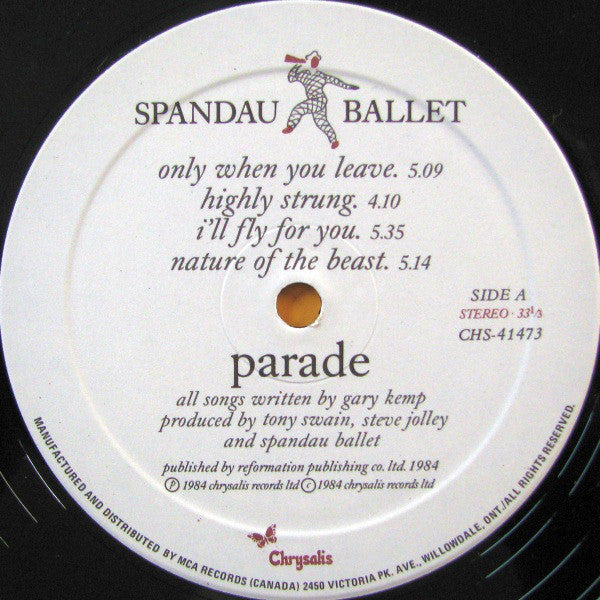 SPANDAU BALLET
only when you leave. 5.09
highly strung. 4.10
i'll fly for you. 5.35
nature of the beast. 5.14
SIDE A
STEREO · 33⅓
CHS-41473
parade
all songs written by gary kemp
produced by tony swain, steve jolley
and spandau ballet
published by reformation publishing co. ltd. 1984
Ⓟ 1984 chrysalis records ltd © 1984 chrysalis records ltd
Chrysalis
MANUFACTURED AND DISTRIBUTED BY MCA RECORDS (CANADA) 2450 VICTORIA PK. AVE., WILLOWDALE, ONT./ALL RIGHTS RESERVED.